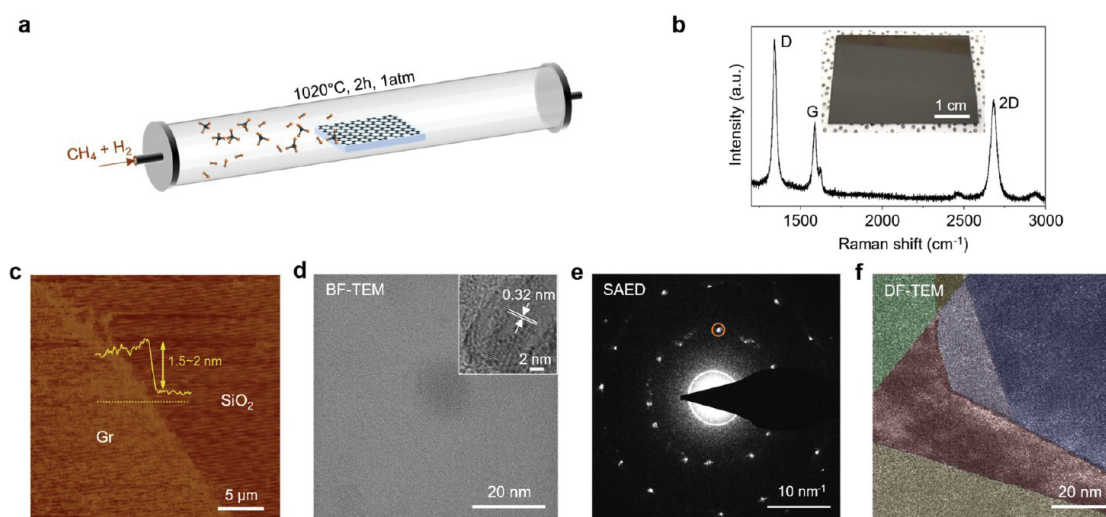 a
1020°C, 2h, 1atm
CH₄ + H₂
b
D
G
2D
1 cm
Intensity (a.u.)
1500 2000 2500 3000
Raman shift (cm⁻¹)
c
1.5~2 nm
SiO₂
Gr
5 μm
d
BF-TEM
0.32 nm
2 nm
20 nm
e
SAED
10 nm⁻¹
f
DF-TEM
20 nm